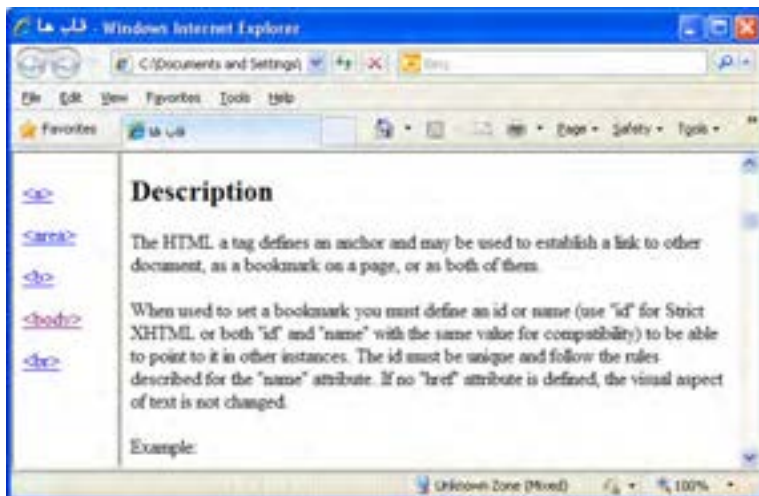 قاب ها - Windows Internet Explorer
C:\Documents and Settings\ Bing
File Edit View Favorites Tools Help
Favorites قاب ها Page Safety Tools
<a>
<area>
<b>
<body>
<br>
Description
The HTML a tag defines an anchor and may be used to establish a link to other
document, as a bookmark on a page, or as both of them.
When used to set a bookmark you must define an id or name (use "id" for Strict
XHTML or both "id" and "name" with the same value for compatibility) to be able
to point to it in other instances. The id must be unique and follow the rules
described for the "name" attribute. If no "href" attribute is defined, the visual aspect
of text is not changed.
Example:
Unknown Zone (Mixed) 100%